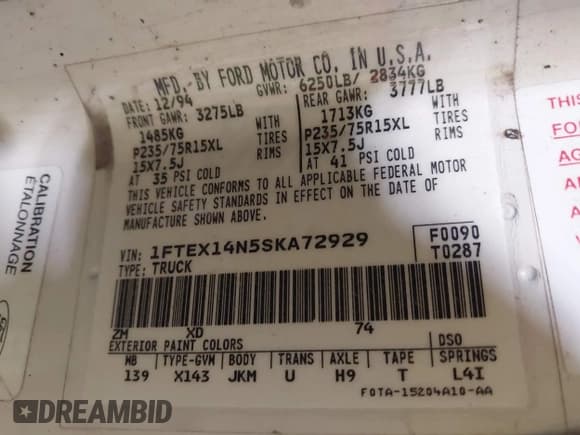 MFD. BY FORD MOTOR CO. IN U.S.A.
DATE: 12/94 GVWR: 6250LB/ 2834KG
FRONT GAWR: 3275LB REAR GAWR: 3777LB
1485KG 1713KG
P235/75R15XL TIRES P235/75R15XL TIRES
15X7.5J RIMS 15X7.5J RIMS
AT 35 PSI COLD AT 41 PSI COLD
THIS VEHICLE CONFORMS TO ALL APPLICABLE FEDERAL MOTOR
VEHICLE SAFETY STANDARDS IN EFFECT ON THE DATE OF
MANUFACTURE SHOWN ABOVE.
VIN: 1FTEX14N5SKA72929 F0090
TYPE: TRUCK T0287
ZM XD 74
EXTERIOR PAINT COLORS DSO
WB TYPE-GVM BODY TRANS AXLE TAPE SPRINGS
139 X143 JKM U H9 T L4I
F0TA-15204A10-AA
CALIBRATION
ÉTALONNAGE
THIS
FO
AG
DREAMBID